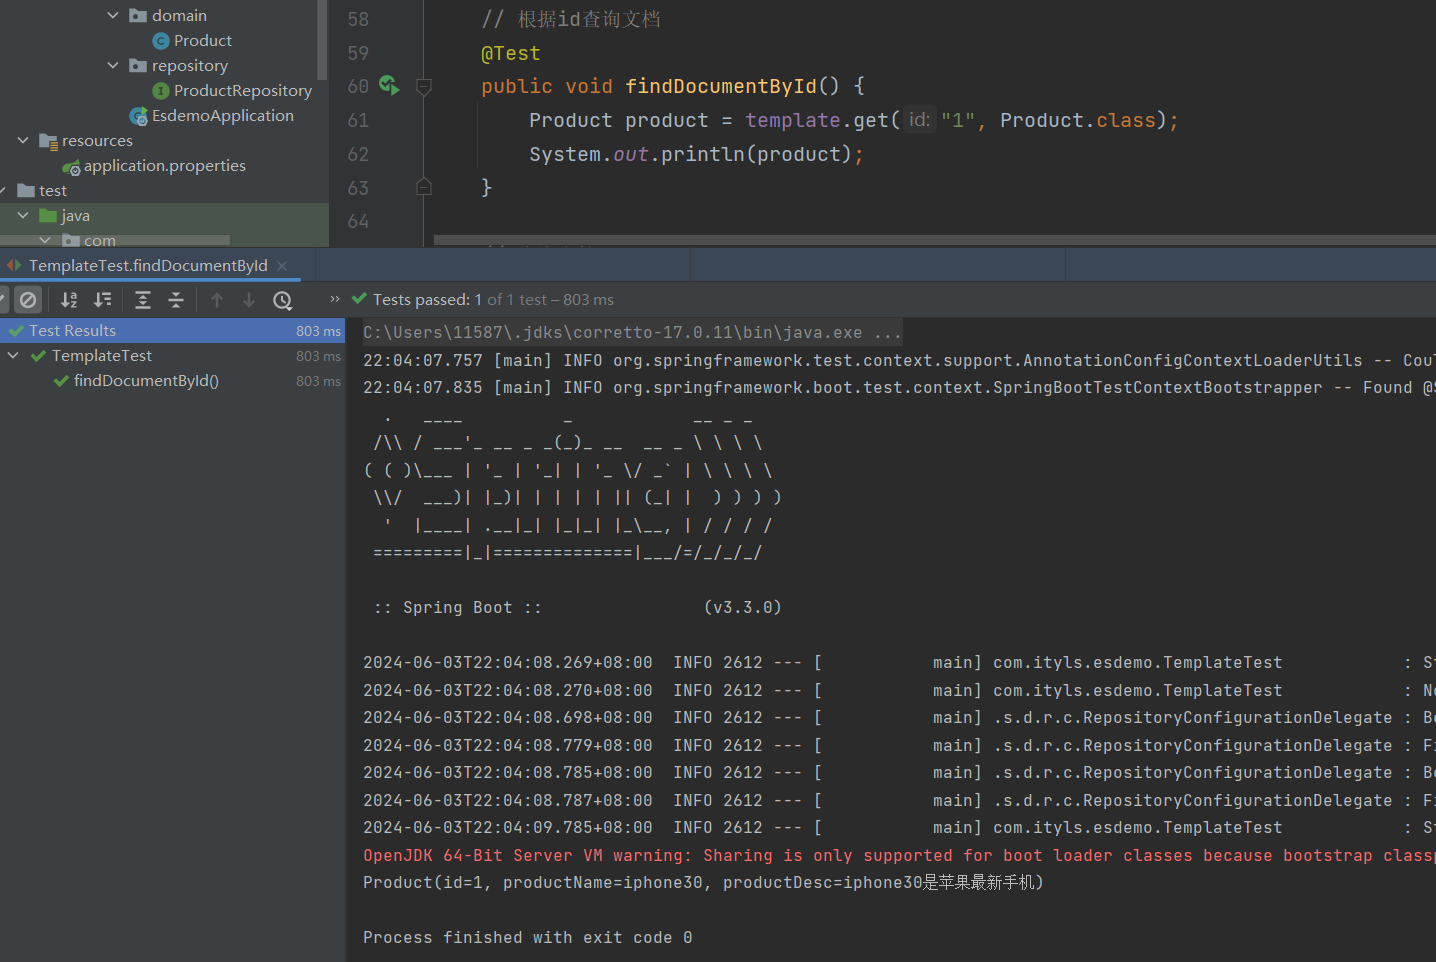 domain
Product
repository
ProductRepository
EsdemoApplication
resources
application.properties
test
java
com
58 // 根据id查询文档
59 @Test
60 public void findDocumentById() {
61 Product product = template.get( id: "1", Product.class);
62 System.out.println(product);
63 }
64
TemplateTest.findDocumentById
» Tests passed: 1 of 1 test – 803 ms
Test Results 803 ms
TemplateTest 803 ms
findDocumentById() 803 ms
C:\Users\11587\.jdks\corretto-17.0.11\bin\java.exe ...
22:04:07.757 [main] INFO org.springframework.test.context.support.AnnotationConfigContextLoaderUtils -- Cou
22:04:07.835 [main] INFO org.springframework.boot.test.context.SpringBootTestContextBootstrapper -- Found @S
  .   ____          _            __ _ _
 /\\ / ___'_ __ _ _(_)_ __  __ _ \ \ \ \
( ( )\___ | '_ | '_| | '_ \/ _` | \ \ \ \
 \\/  ___)| |_)| | | | | || (_| |  ) ) ) )
  '  |____| .__|_| |_|_| |_\__, | / / / /
 =========|_|==============|___/=/_/_/_/
:: Spring Boot :: (v3.3.0)
2024-06-03T22:04:08.269+08:00 INFO 2612 --- [ main] com.ityls.esdemo.TemplateTest : St
2024-06-03T22:04:08.270+08:00 INFO 2612 --- [ main] com.ityls.esdemo.TemplateTest : No
2024-06-03T22:04:08.698+08:00 INFO 2612 --- [ main] .s.d.r.c.RepositoryConfigurationDelegate : Bo
2024-06-03T22:04:08.779+08:00 INFO 2612 --- [ main] .s.d.r.c.RepositoryConfigurationDelegate : Fi
2024-06-03T22:04:08.785+08:00 INFO 2612 --- [ main] .s.d.r.c.RepositoryConfigurationDelegate : Bo
2024-06-03T22:04:08.787+08:00 INFO 2612 --- [ main] .s.d.r.c.RepositoryConfigurationDelegate : Fi
2024-06-03T22:04:09.785+08:00 INFO 2612 --- [ main] com.ityls.esdemo.TemplateTest : St
OpenJDK 64-Bit Server VM warning: Sharing is only supported for boot loader classes because bootstrap classp
Product(id=1, productName=iphone30, productDesc=iphone30是苹果最新手机)
Process finished with exit code 0